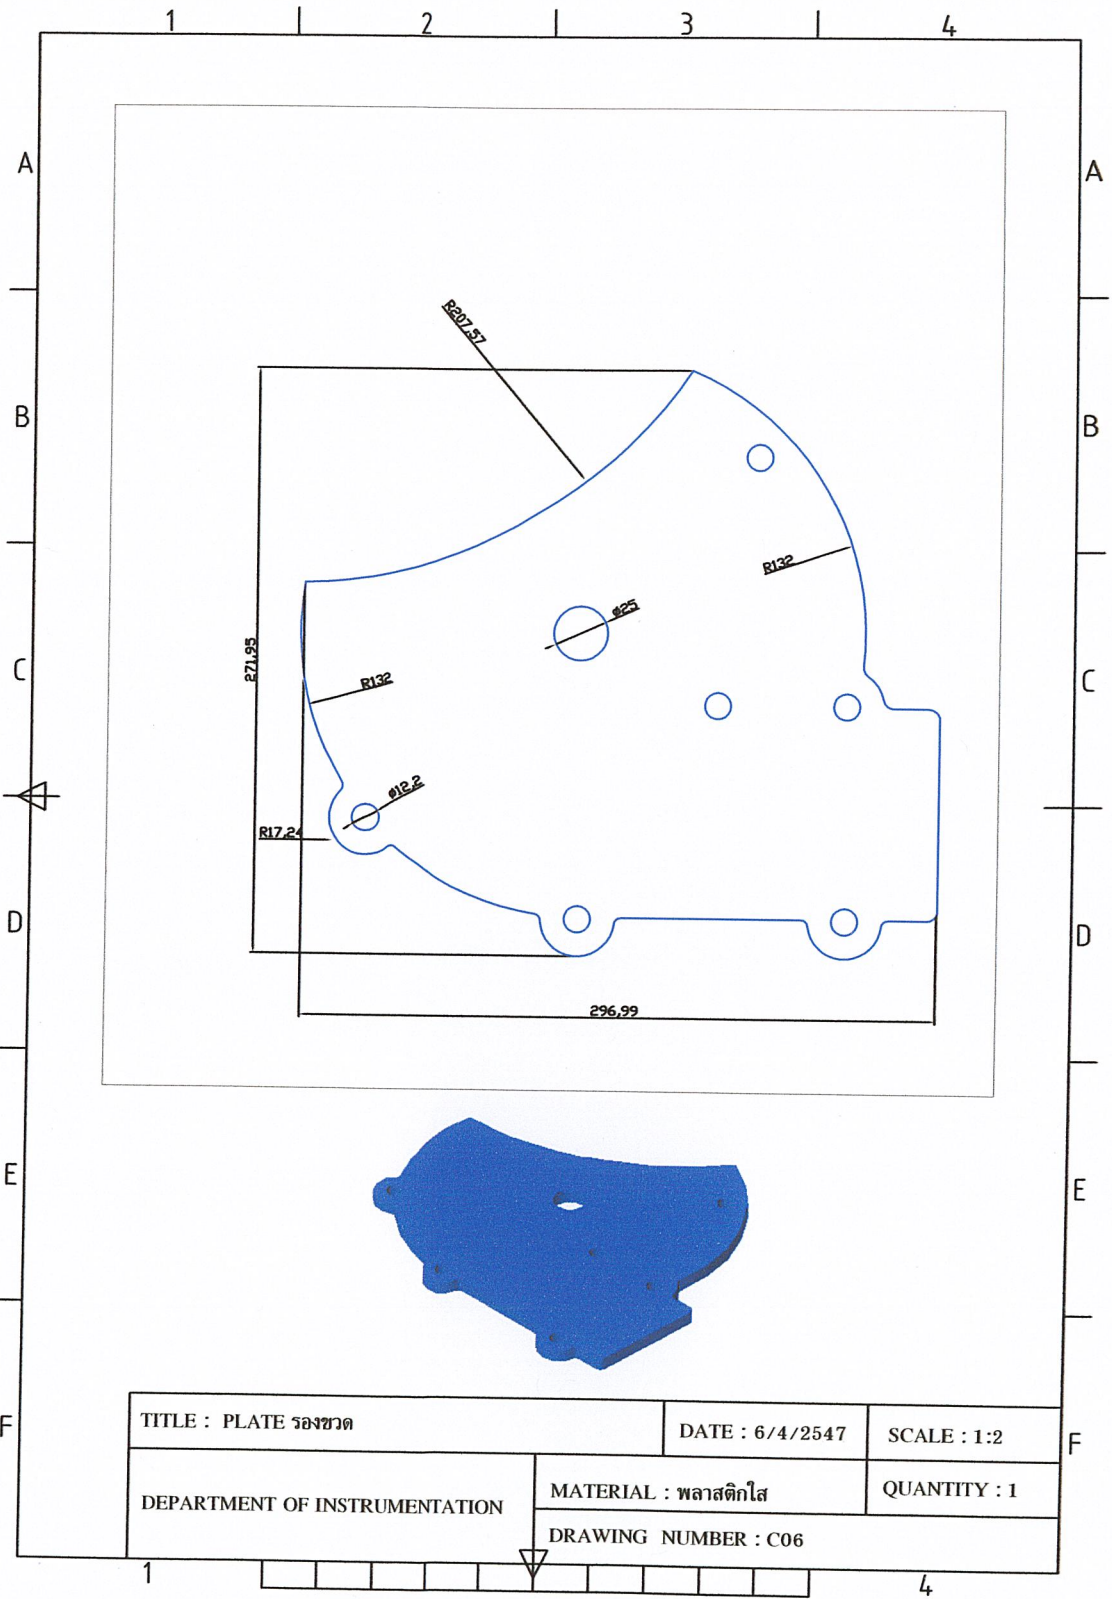 1 2 3 4
A A
R207,57
B B
R132
ø25
271,95
C C
R132
ø12,2
R17,24
D D
296,99
E E
TITLE : PLATE รองขวด
DATE : 6/4/2547
SCALE : 1:2
F F
DEPARTMENT OF INSTRUMENTATION
MATERIAL : พลาสติกใส
QUANTITY : 1
DRAWING NUMBER : C06
1 4